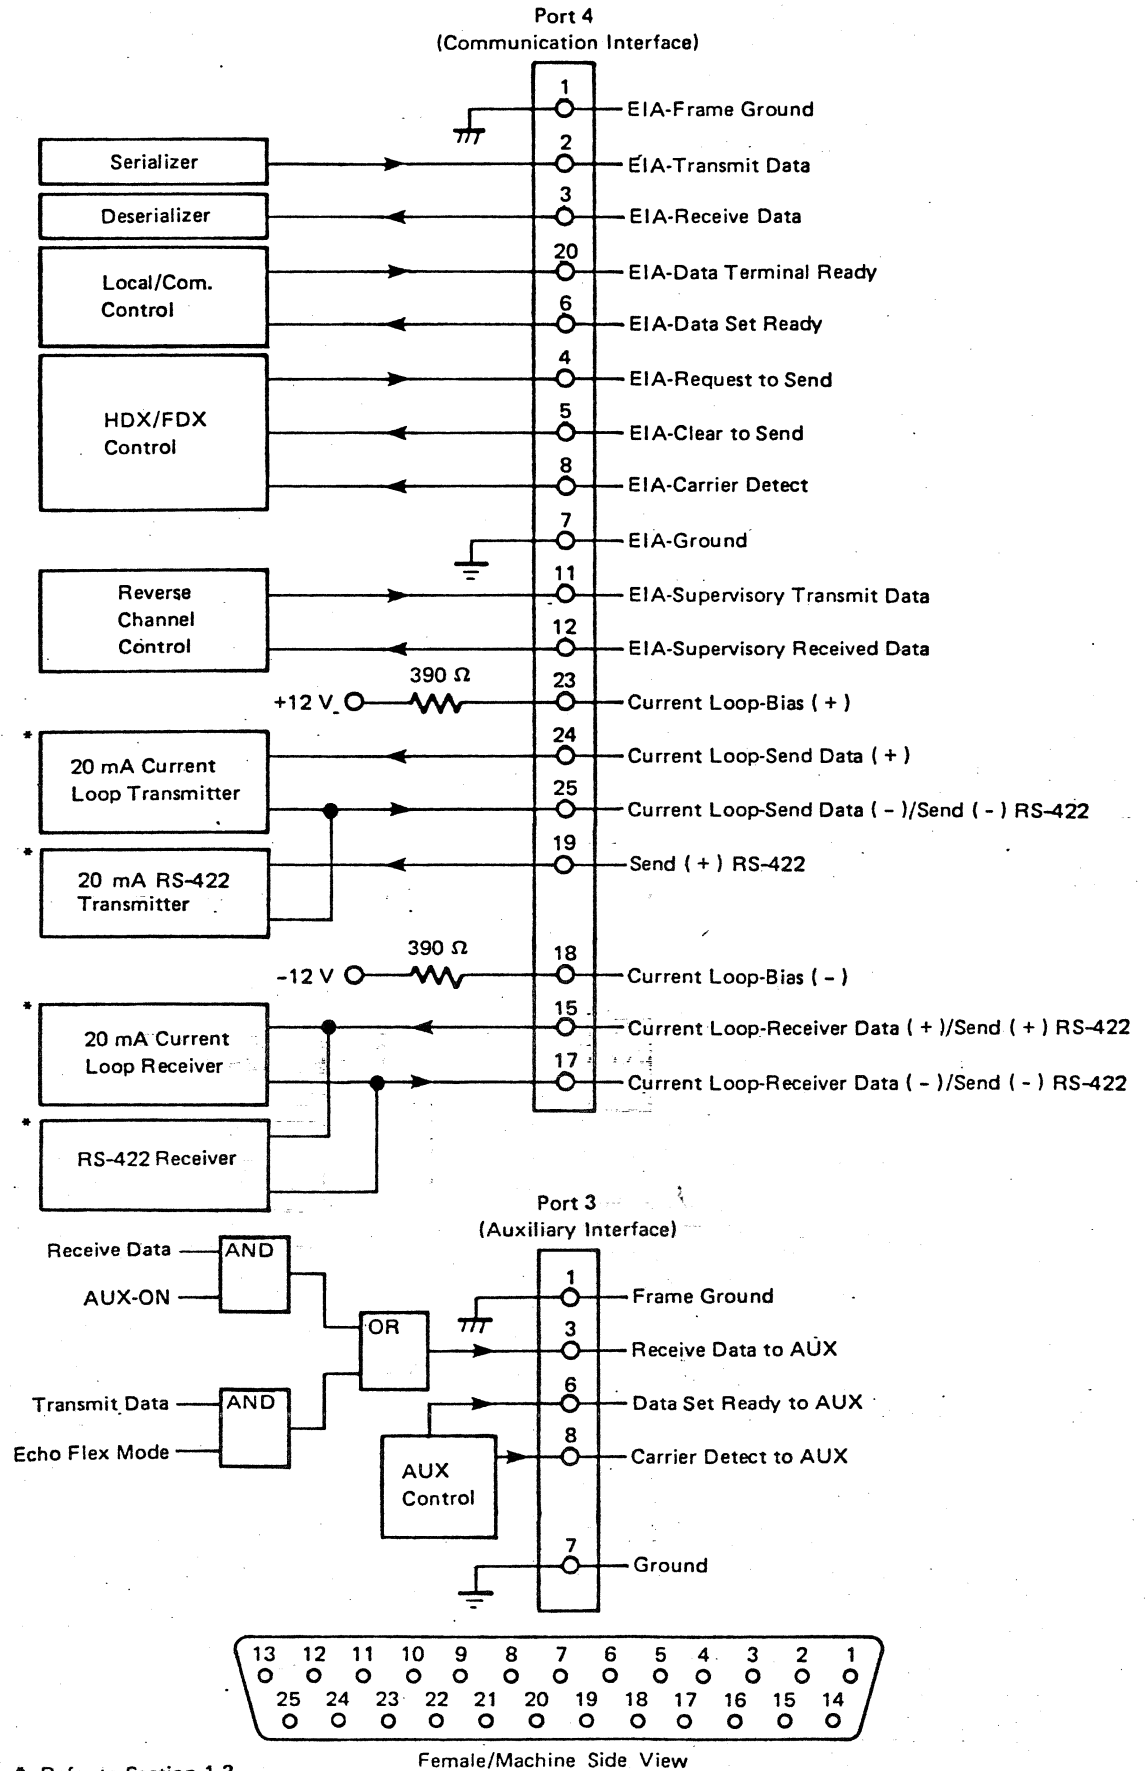 Port 4
(Communication Interface)
1
EIA-Frame Ground
Serializer
2
EIA-Transmit Data
Deserializer
3
EIA-Receive Data
Local/Com.
Control
20
EIA-Data Terminal Ready
6
EIA-Data Set Ready
HDX/FDX
Control
4
EIA-Request to Send
5
EIA-Clear to Send
8
EIA-Carrier Detect
7
EIA-Ground
Reverse
Channel
Control
11
EIA-Supervisory Transmit Data
12
EIA-Supervisory Received Data
+12 V
390 Ω
23
Current Loop-Bias (+)
*
20 mA Current
Loop Transmitter
24
Current Loop-Send Data (+)
25
Current Loop-Send Data (-)/Send (-) RS-422
*
20 mA RS-422
Transmitter
19
Send (+) RS-422
-12 V
390 Ω
18
Current Loop-Bias (-)
*
20 mA Current
Loop Receiver
15
Current Loop-Receiver Data (+)/Send (+) RS-422
17
Current Loop-Receiver Data (-)/Send (-) RS-422
*
RS-422 Receiver
Port 3
(Auxiliary Interface)
Receive Data
AUX-ON
AND
OR
Transmit Data
Echo Flex Mode
AND
1
Frame Ground
3
Receive Data to AUX
6
Data Set Ready to AUX
8
Carrier Detect to AUX
AUX
Control
7
Ground
13 12 11 10 9 8 7 6 5 4 3 2 1
25 24 23 22 21 20 19 18 17 16 15 14
Female/Machine Side View
* Refer to Section 1.2